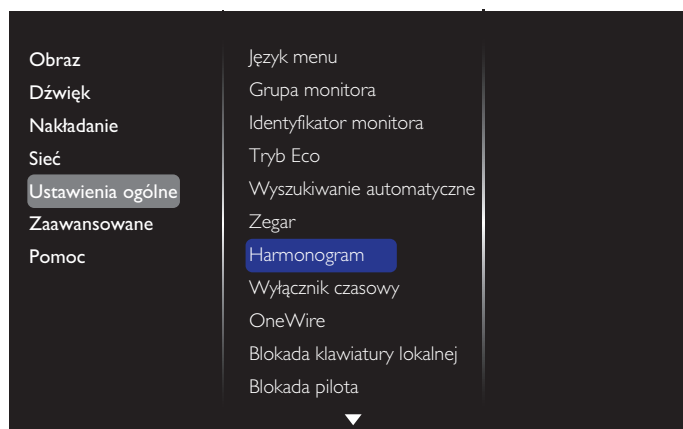 Obraz
Dźwięk
Nakładanie
Sieć
Ustawienia ogólne
Zaawansowane
Pomoc
Język menu
Grupa monitora
Identyfikator monitora
Tryb Eco
Wyszukiwanie automatyczne
Zegar
Harmonogram
Wyłącznik czasowy
OneWire
Blokada klawiatury lokalnej
Blokada pilota